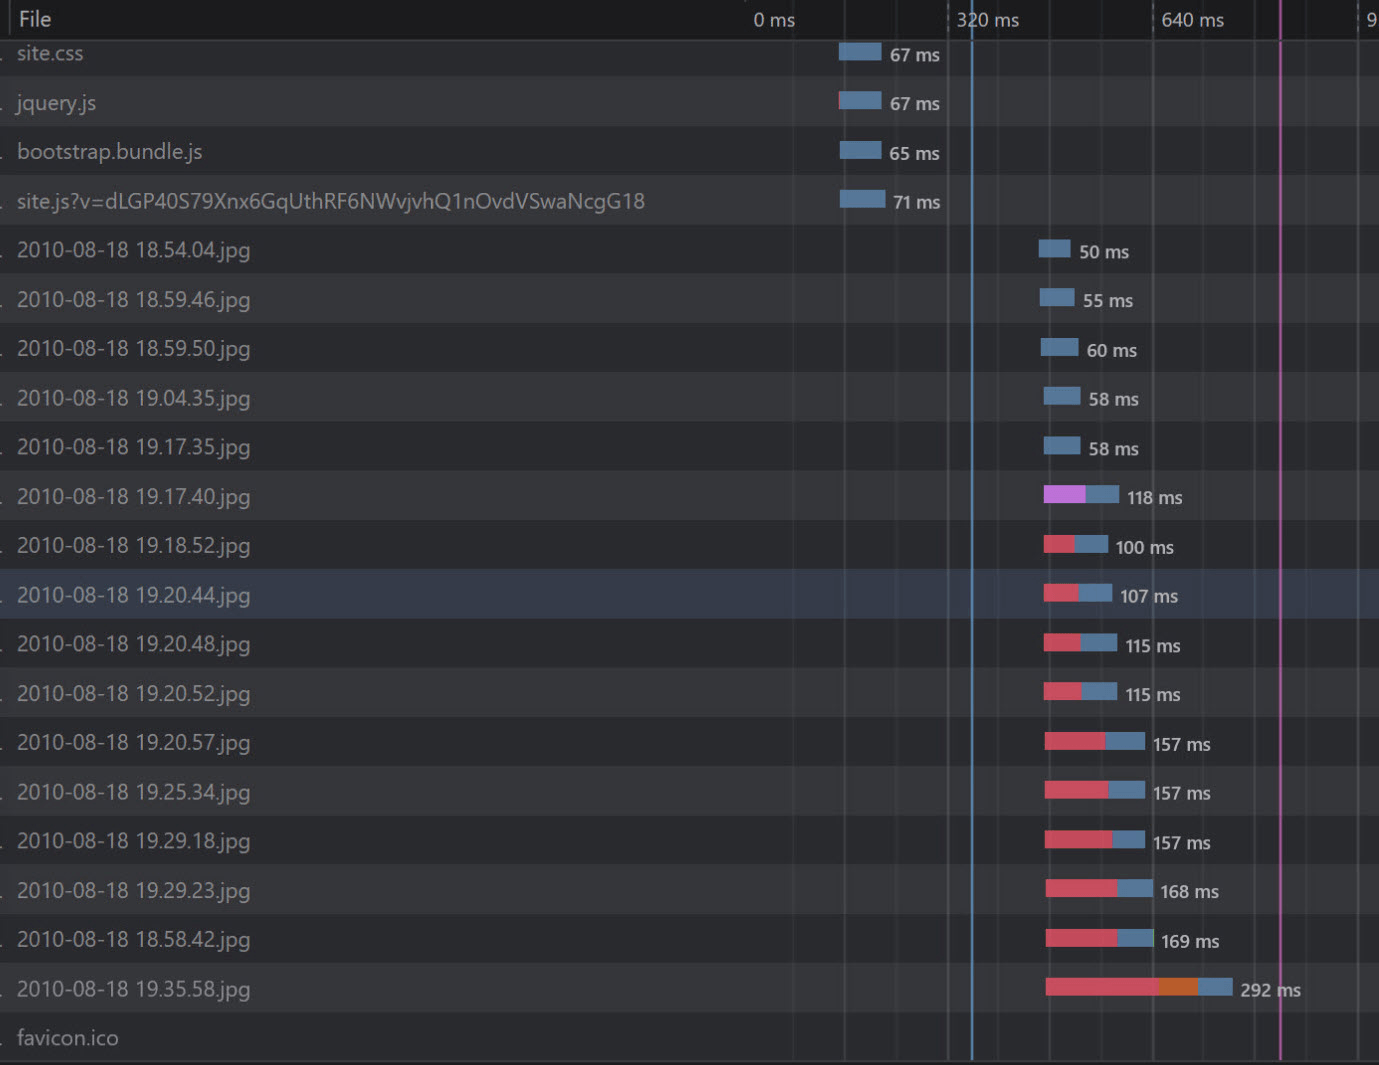 File 0 ms 320 ms 640 ms 9
site.css 67 ms
jquery.js 67 ms
bootstrap.bundle.js 65 ms
site.js?v=dLGP40S79Xnx6GqUthRF6NWvjvhQ1nOvdVSwaNcgG18 71 ms
2010-08-18 18.54.04.jpg 50 ms
2010-08-18 18.59.46.jpg 55 ms
2010-08-18 18.59.50.jpg 60 ms
2010-08-18 19.04.35.jpg 58 ms
2010-08-18 19.17.35.jpg 58 ms
2010-08-18 19.17.40.jpg 118 ms
2010-08-18 19.18.52.jpg 100 ms
2010-08-18 19.20.44.jpg 107 ms
2010-08-18 19.20.48.jpg 115 ms
2010-08-18 19.20.52.jpg 115 ms
2010-08-18 19.20.57.jpg 157 ms
2010-08-18 19.25.34.jpg 157 ms
2010-08-18 19.29.18.jpg 157 ms
2010-08-18 19.29.23.jpg 168 ms
2010-08-18 18.58.42.jpg 169 ms
2010-08-18 19.35.58.jpg 292 ms
favicon.ico